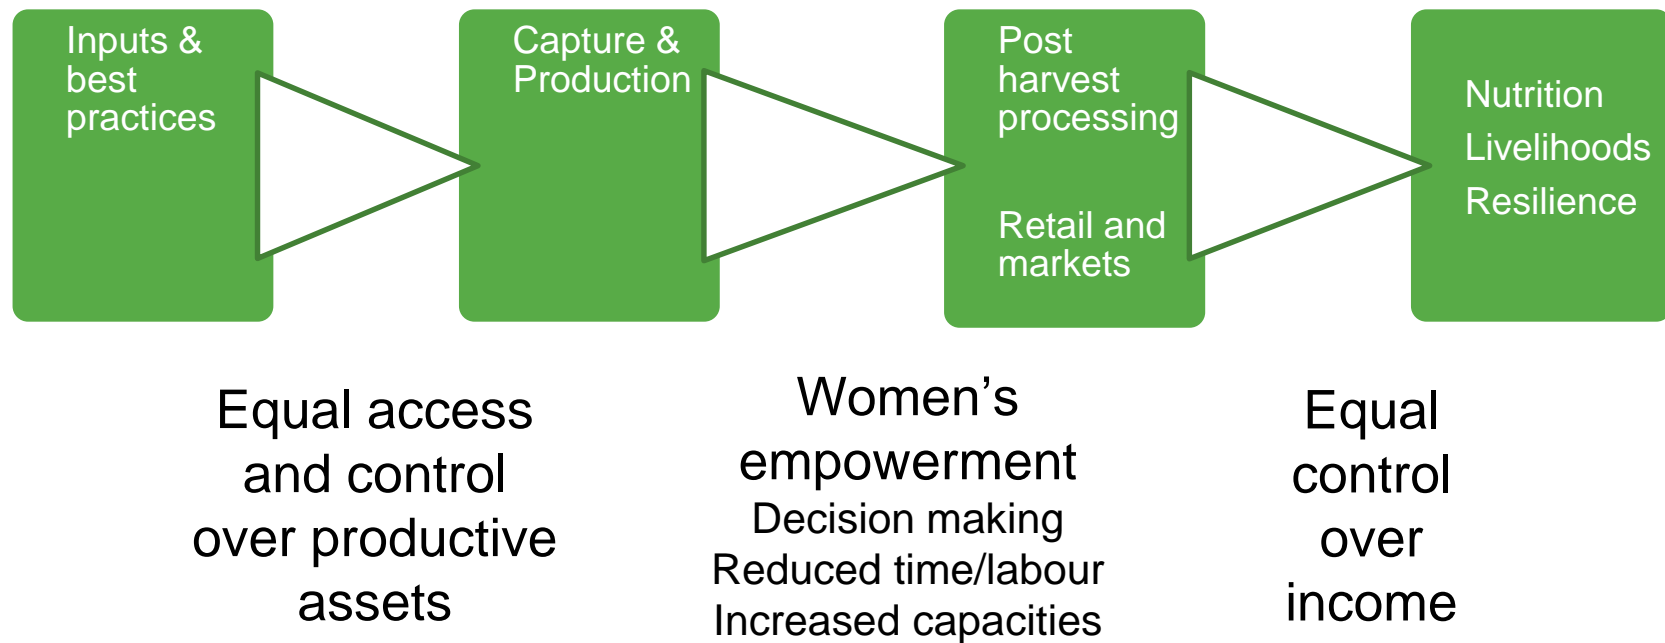 Inputs &
best
practices
Capture &
Production
Post
harvest
processing
Retail and
markets
Nutrition
Livelihoods
Resilience
Equal access
and control
over productive
assets
Women’s
empowerment
Decision making
Reduced time/labour
Increased capacities
Equal
control
over
income